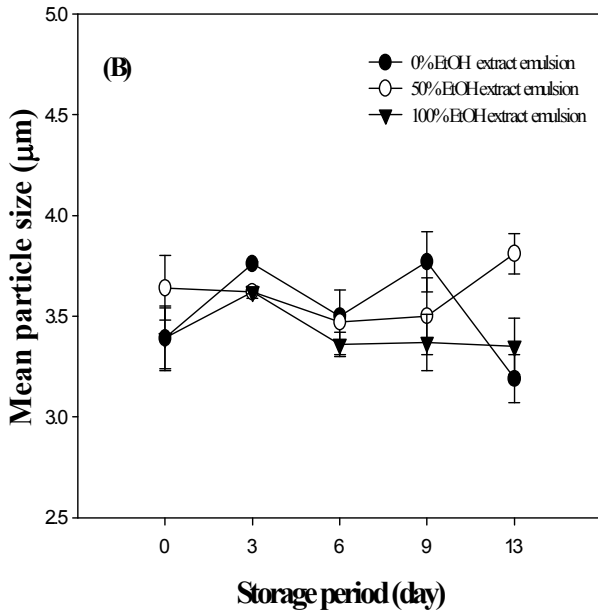 5.0
(B)
0% EtOH extract emulsion
50% EtOH extract emulsion
100% EtOH extract emulsion
4.5
4.0
3.5
3.0
2.5
Mean particle size (μm)
0 3 6 9 13
Storage period (day)